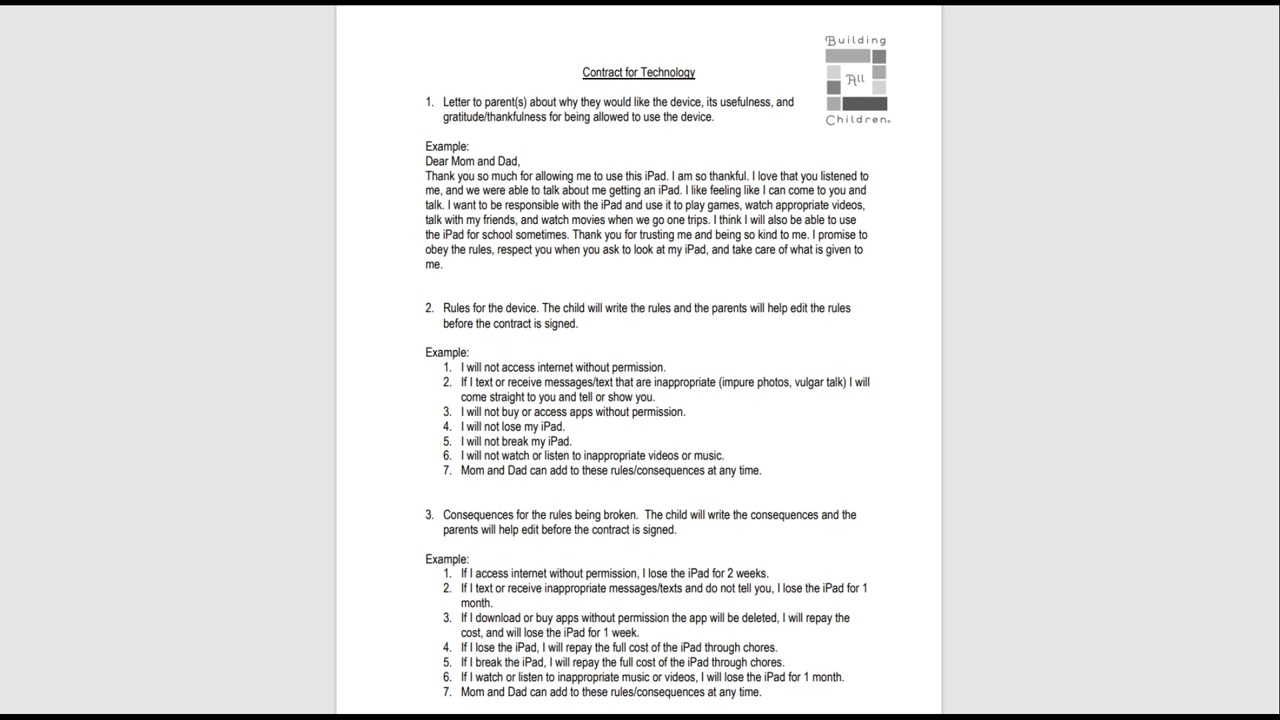 Building
All
Children.
Contract for Technology
1. Letter to parent(s) about why they would like the device, its usefulness, and
gratitude/thankfulness for being allowed to use the device.
Example:
Dear Mom and Dad,
Thank you so much for allowing me to use this iPad. I am so thankful. I love that you listened to
me, and we were able to talk about me getting an iPad. I like feeling like I can come to you and
talk. I want to be responsible with the iPad and use it to play games, watch appropriate videos,
talk with my friends, and watch movies when we go one trips. I think I will also be able to use
the iPad for school sometimes. Thank you for trusting me and being so kind to me. I promise to
obey the rules, respect you when you ask to look at my iPad, and take care of what is given to
me.
2. Rules for the device. The child will write the rules and the parents will help edit the rules
before the contract is signed.
Example:
1. I will not access internet without permission.
2. If I text or receive messages/text that are inappropriate (impure photos, vulgar talk) I will
come straight to you and tell or show you.
3. I will not buy or access apps without permission.
4. I will not lose my iPad.
5. I will not break my iPad.
6. I will not watch or listen to inappropriate videos or music.
7. Mom and Dad can add to these rules/consequences at any time.
3. Consequences for the rules being broken. The child will write the consequences and the
parents will help edit before the contract is signed.
Example:
1. If I access internet without permission, I lose the iPad for 2 weeks.
2. If I text or receive inappropriate messages/texts and do not tell you, I lose the iPad for 1
month.
3. If I download or buy apps without permission the app will be deleted, I will repay the
cost, and will lose the iPad for 1 week.
4. If I lose the iPad, I will repay the full cost of the iPad through chores.
5. If I break the iPad, I will repay the full cost of the iPad through chores.
6. If I watch or listen to inappropriate music or videos, I will lose the iPad for 1 month.
7. Mom and Dad can add to these rules/consequences at any time.